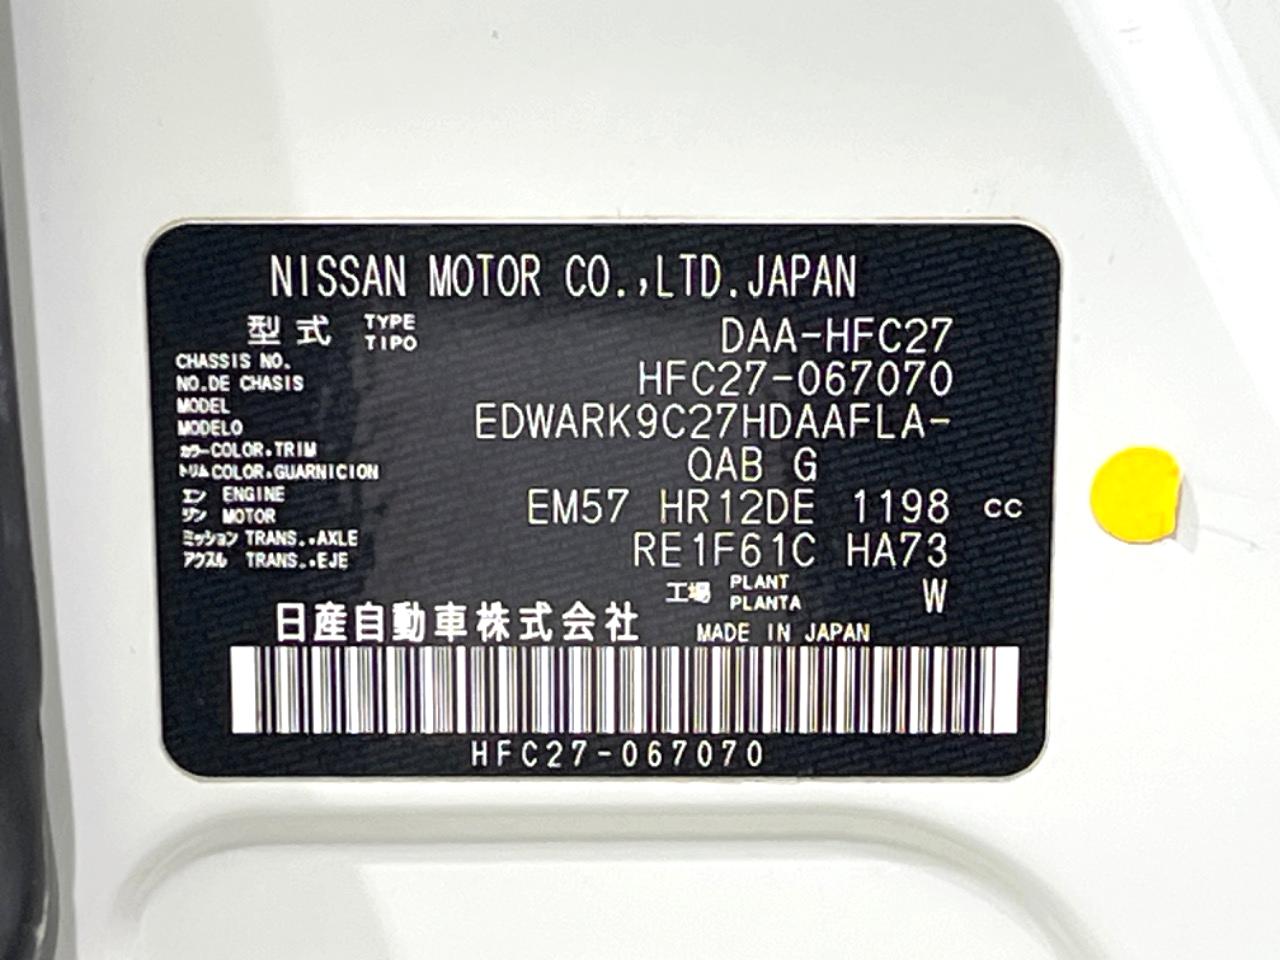 NISSAN MOTOR CO.,LTD.JAPAN
型式 TYPE TIPO DAA-HFC27
CHASSIS NO. NO.DE CHASIS HFC27-067070
MODEL MODELO EDWARK9C27HDAAFLA-
カラー COLOR.TRIM トリム COLOR.GUARNICION QAB G
エンジン ENGINE MOTOR EM57 HR12DE 1198 cc
ミッション TRANS..AXLE アクスル TRANS..EJE RE1F61C HA73
工場 PLANT PLANTA W
日産自動車株式会社 MADE IN JAPAN
HFC27-067070